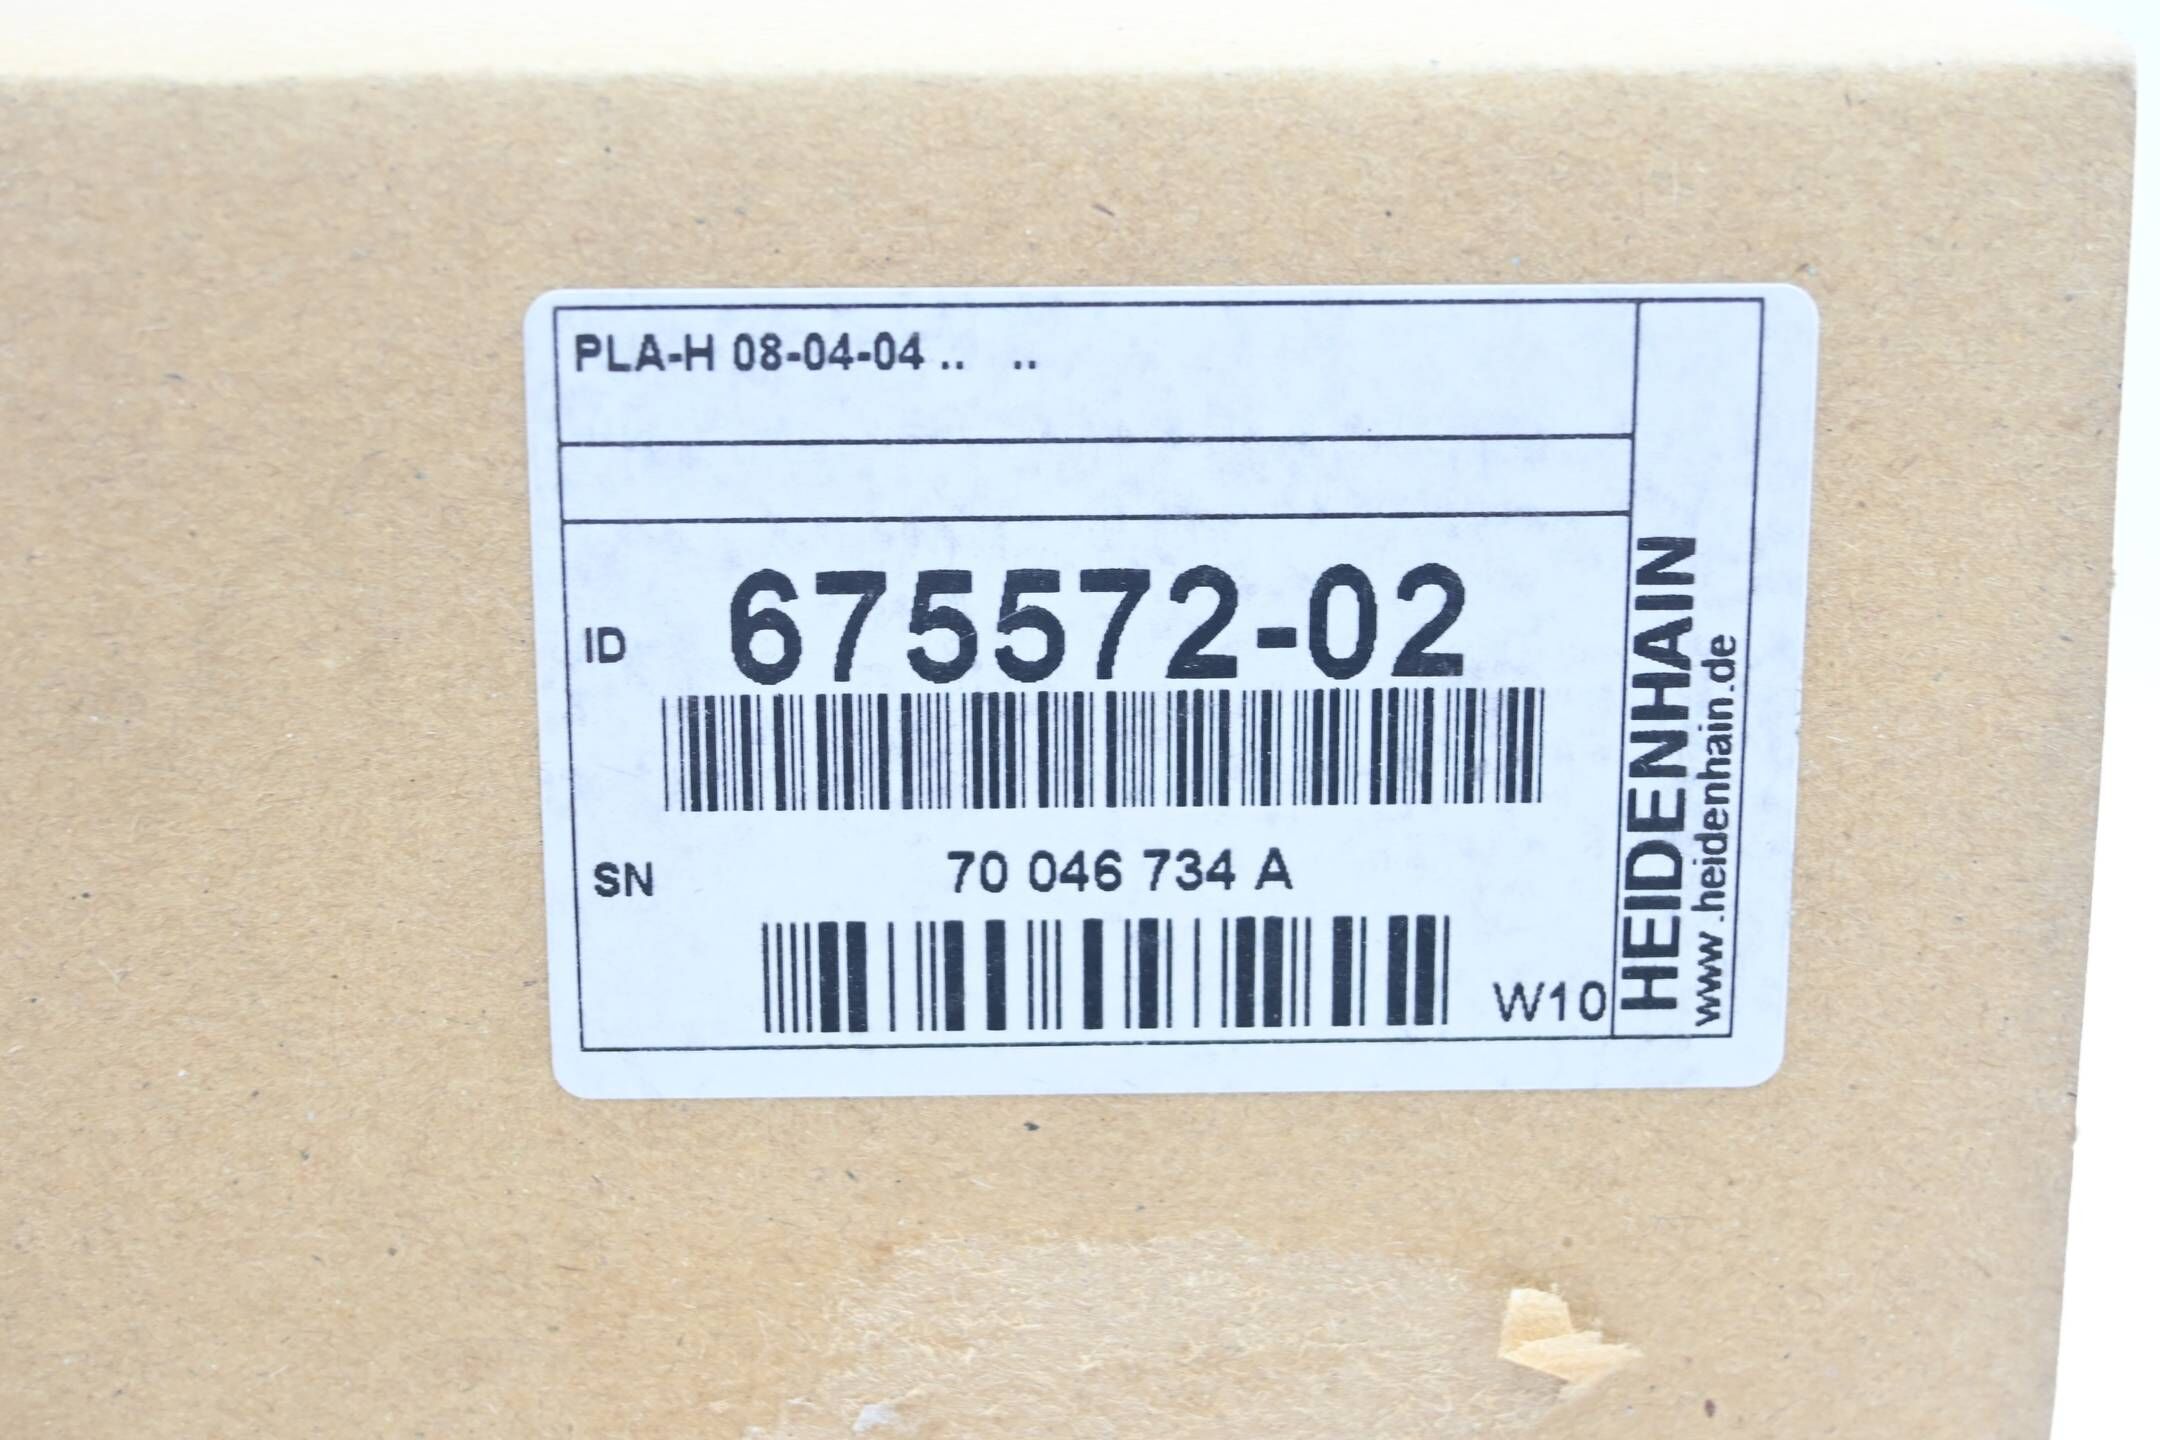 PLA-H 08-04-04 ..   ..
ID 675572-02
SN 70 046 734 A
W10
HEIDENHAIN
www.heidenhain.de